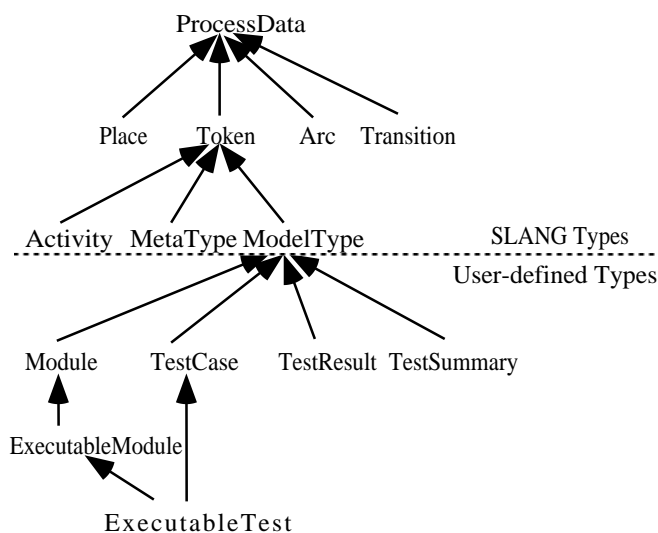 ProcessData
Place Token Arc Transition
Activity MetaType ModelType SLANG Types
User-defined Types
Module TestCase TestResult TestSummary
ExecutableModule
ExecutableTest